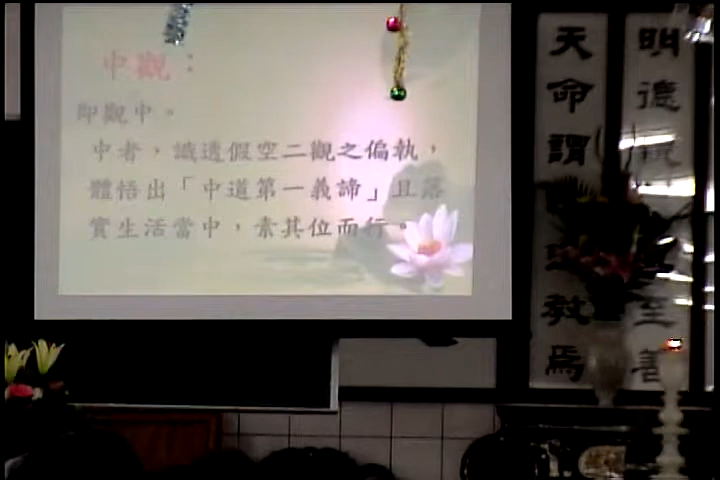 中觀：
即觀中。
中者，識透假空二觀之偏執，
體悟出「中道第一義諦」且落
實生活當中，素其位而行。
天命謂
教焉
明德
至善